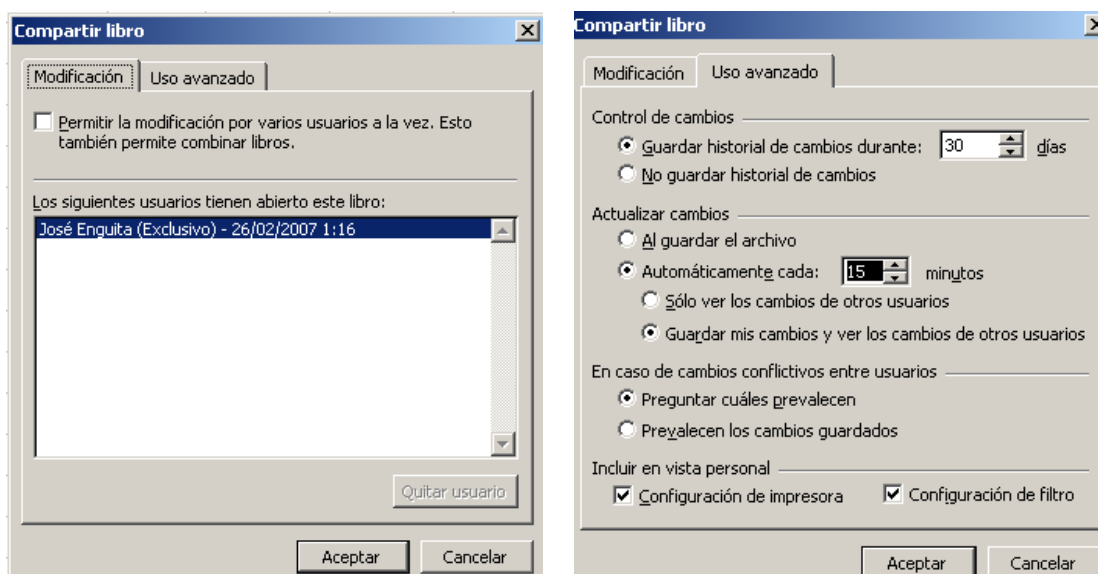 Compartir libro
Modificación
Uso avanzado
Permitir la modificación por varios usuarios a la vez. Esto
también permite combinar libros.
Los siguientes usuarios tienen abierto este libro:
José Enguita (Exclusivo) - 26/02/2007 1:16
Quitar usuario
Aceptar
Cancelar
Compartir libro
Modificación
Uso avanzado
Control de cambios
Guardar historial de cambios durante: 30 días
No guardar historial de cambios
Actualizar cambios
Al guardar el archivo
Automáticamente cada: 15 minutos
Sólo ver los cambios de otros usuarios
Guardar mis cambios y ver los cambios de otros usuarios
En caso de cambios conflictivos entre usuarios
Preguntar cuáles prevalecen
Prevalecen los cambios guardados
Incluir en vista personal
Configuración de impresora
Configuración de filtro
Aceptar
Cancelar